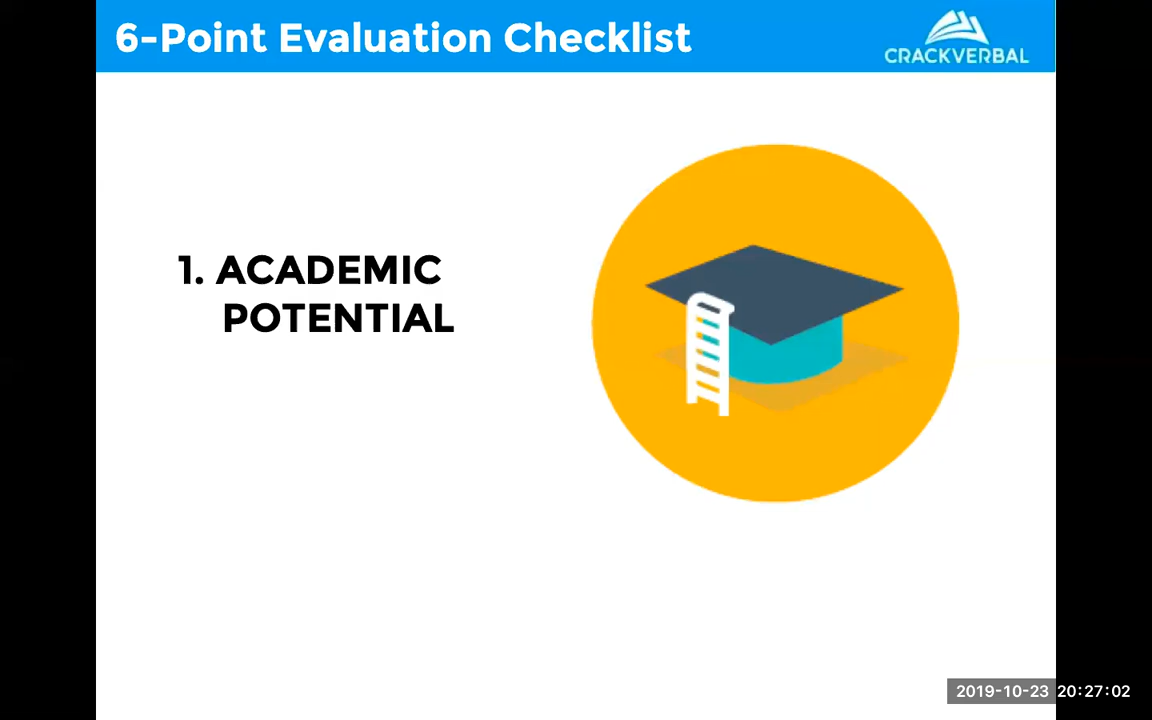 6-Point Evaluation Checklist
CRACKVERBAL
1. ACADEMIC
POTENTIAL
2019-10-23 20:27:02